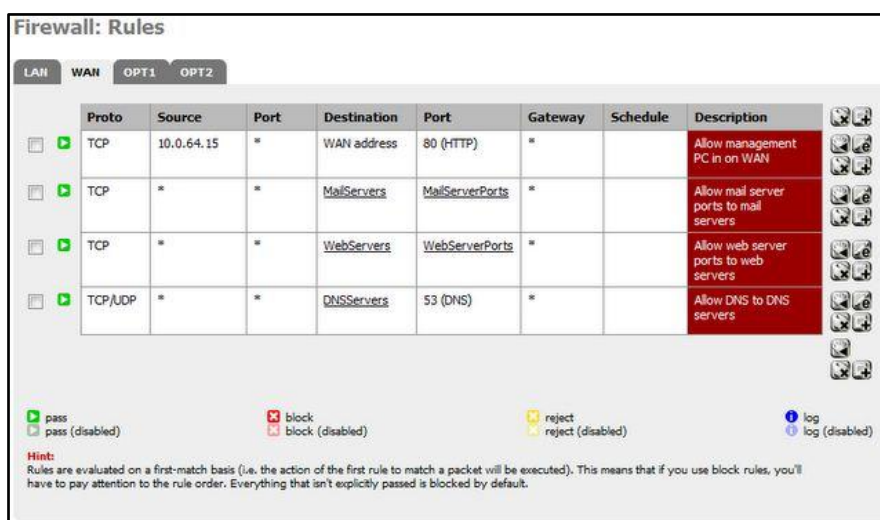 Firewall: Rules
LAN WAN OPT1 OPT2
Proto Source Port Destination Port Gateway Schedule Description
TCP 10.0.64.15 * WAN address 80 (HTTP) * Allow management
PC in on WAN
TCP * * MailServers MailServerPorts * Allow mail server
ports to mail
servers
TCP * * WebServers WebServerPorts * Allow web server
ports to web
servers
TCP/UDP * * DNSServers 53 (DNS) * Allow DNS to DNS
servers
pass block reject log
pass (disabled) block (disabled) reject (disabled) log (disabled)
Hint:
Rules are evaluated on a first-match basis (i.e. the action of the first rule to match a packet will be executed). This means that if you use block rules, you'll
have to pay attention to the rule order. Everything that isn't explicitly passed is blocked by default.